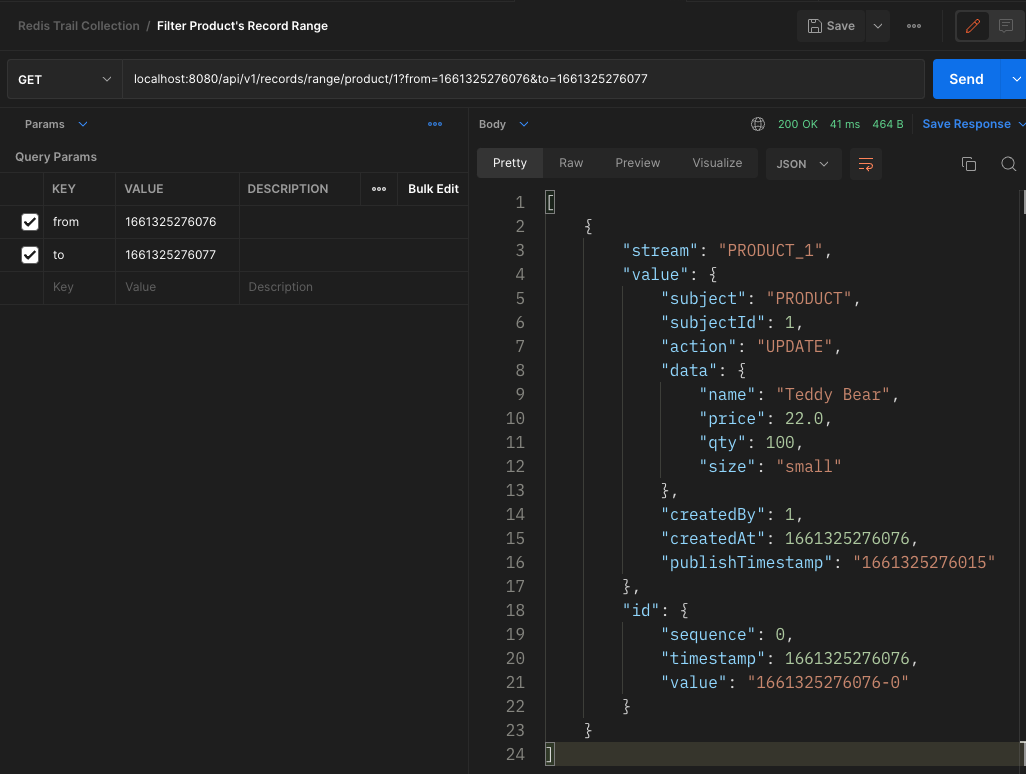 Redis Trail Collection / Filter Product's Record Range
Save
GET localhost:8080/api/v1/records/range/product/1?from=1661325276076&to=1661325276077 Send
Params
Query Params
KEY VALUE DESCRIPTION Bulk Edit
from 1661325276076
to 1661325276077
Key Value Description
Body 200 OK 41 ms 464 B Save Response
Pretty Raw Preview Visualize JSON
1 [
2 {
3 "stream": "PRODUCT_1",
4 "value": {
5 "subject": "PRODUCT",
6 "subjectId": 1,
7 "action": "UPDATE",
8 "data": {
9 "name": "Teddy Bear",
10 "price": 22.0,
11 "qty": 100,
12 "size": "small"
13 },
14 "createdBy": 1,
15 "createdAt": 1661325276076,
16 "publishTimestamp": "1661325276015"
17 },
18 "id": {
19 "sequence": 0,
20 "timestamp": 1661325276076,
21 "value": "1661325276076-0"
22 }
23 }
24 ]